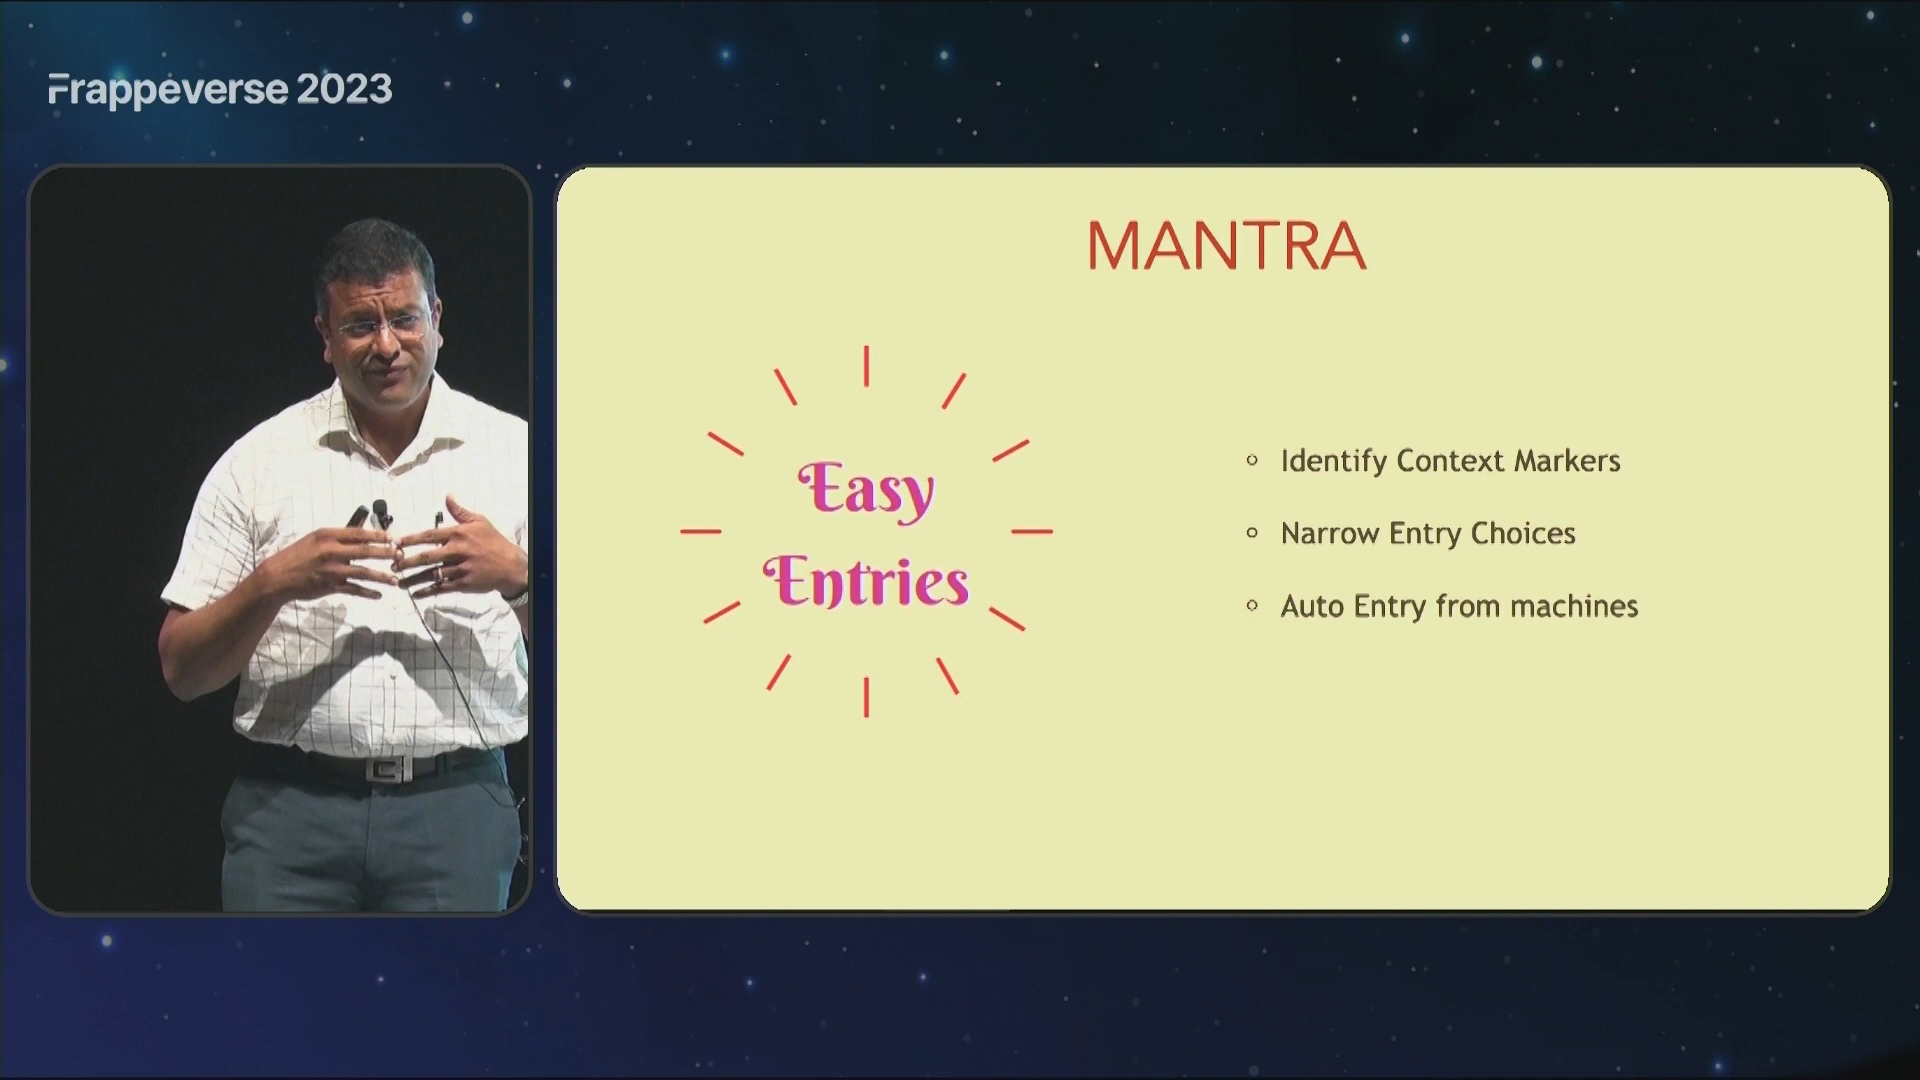 Frappeverse 2023
MANTRA
Easy
Entries
Identify Context Markers
Narrow Entry Choices
Auto Entry from machines